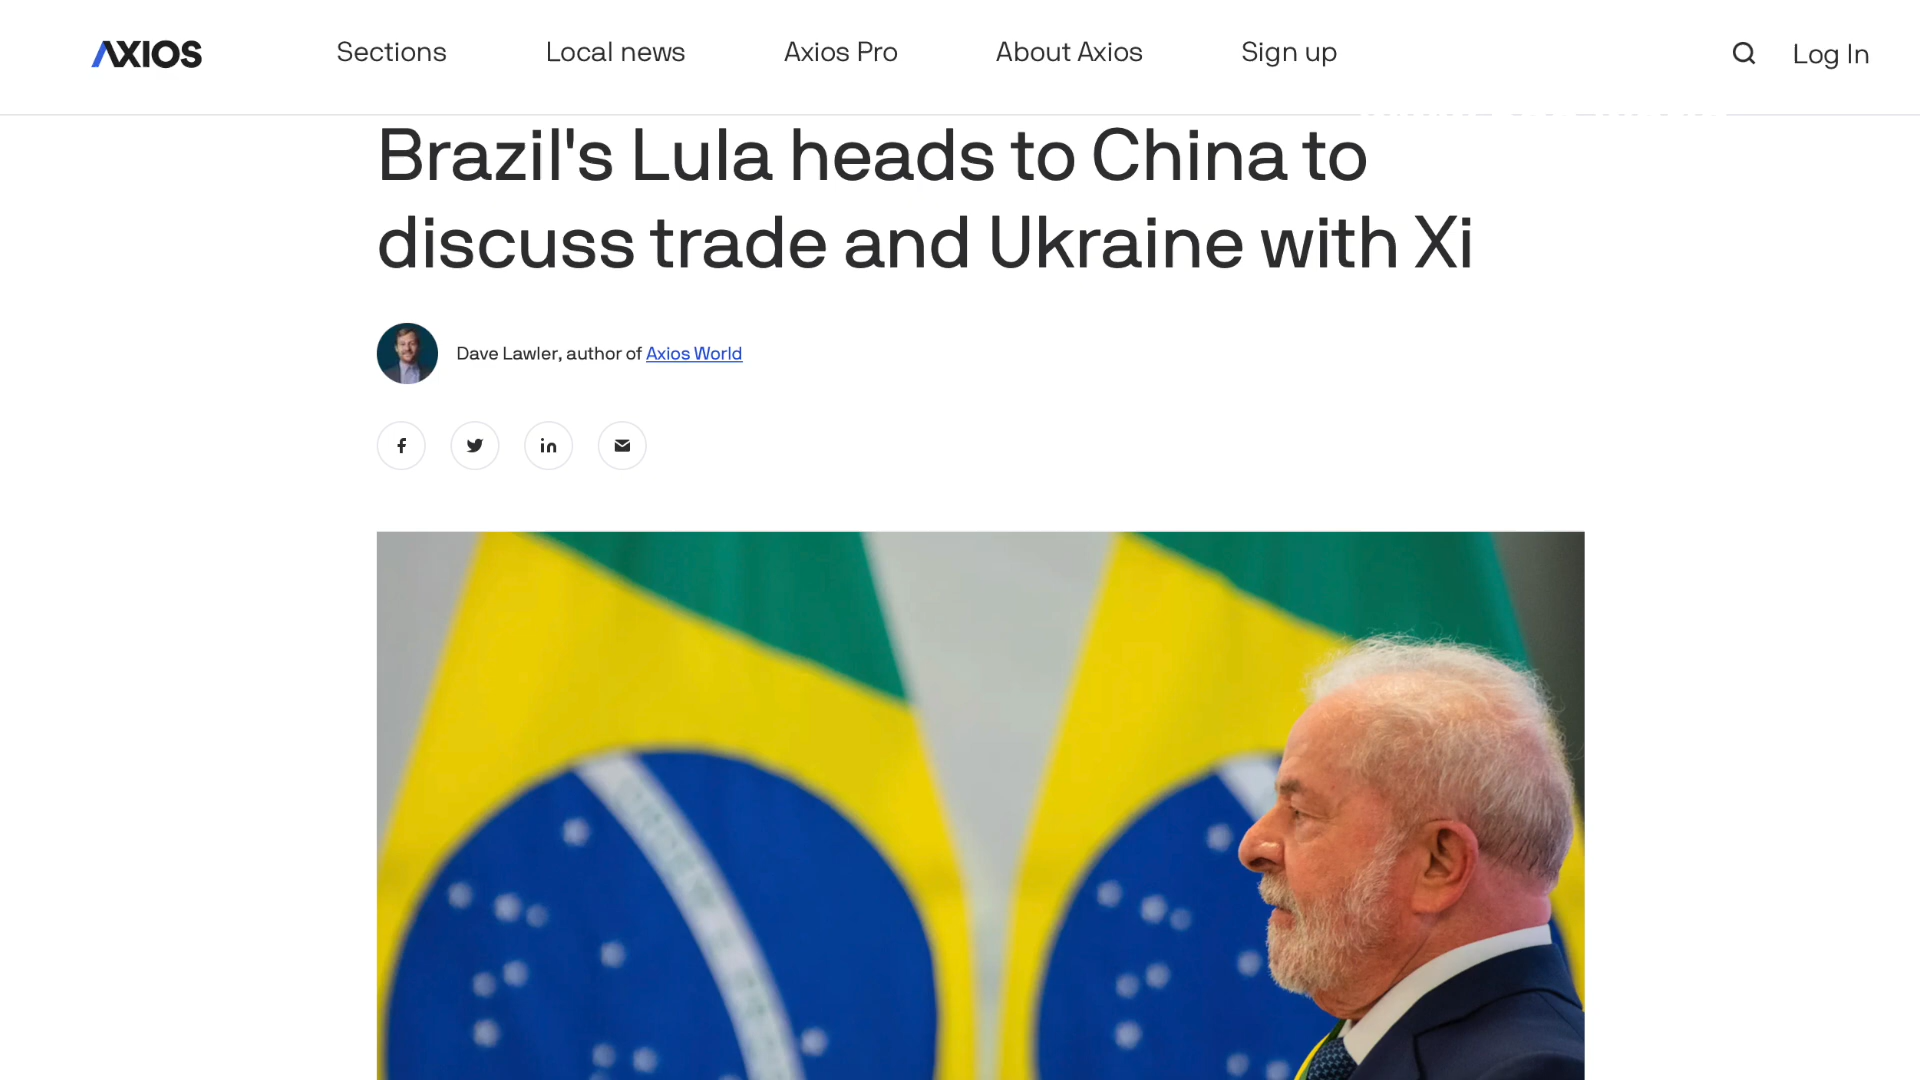 AXIOS Sections Local news Axios Pro About Axios Sign up Log In
Brazil's Lula heads to China to
discuss trade and Ukraine with Xi
Dave Lawler, author of Axios World